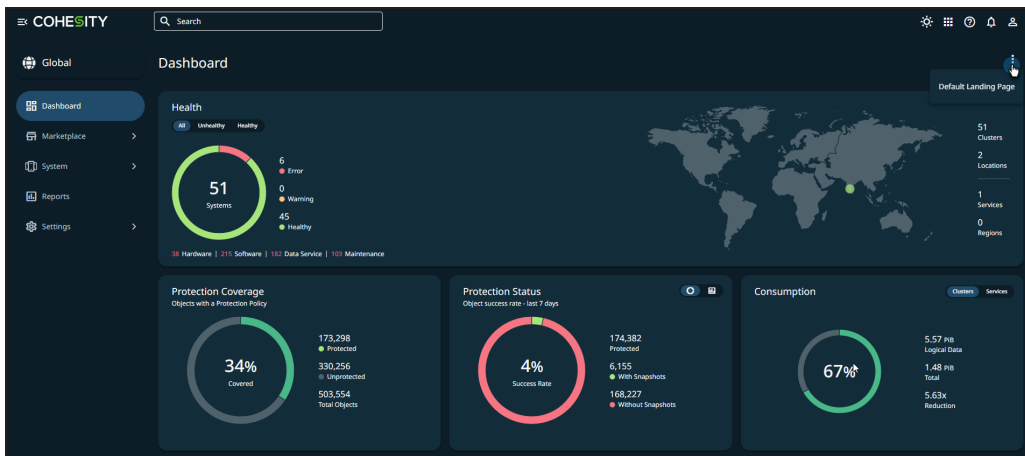 COHESITY
Search
Global
Dashboard
Default Landing Page
Dashboard
Marketplace
System
Reports
Settings
Health
All Unhealthy Healthy
51
Systems
6
Error
0
Warning
45
Healthy
38 Hardware | 215 Software | 182 Data Service | 103 Maintenance
51
Clusters
2
Locations
1
Services
0
Regions
Protection Coverage
Objects with a Protection Policy
34%
Covered
173,298
Protected
330,256
Unprotected
503,554
Total Objects
Protection Status
Object success rate - last 7 days
4%
Success Rate
174,382
Protected
6,155
With Snapshots
168,227
Without Snapshots
Consumption
Clusters Services
67%
5.57 PiB
Logical Data
1.48 PiB
Total
5.63x
Reduction